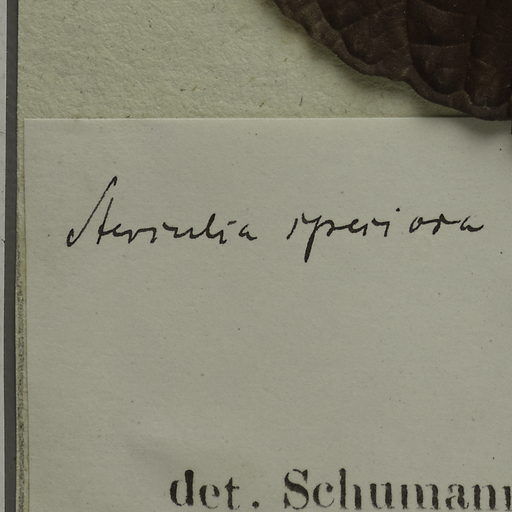 Sterculia speciosa
det. Schumann